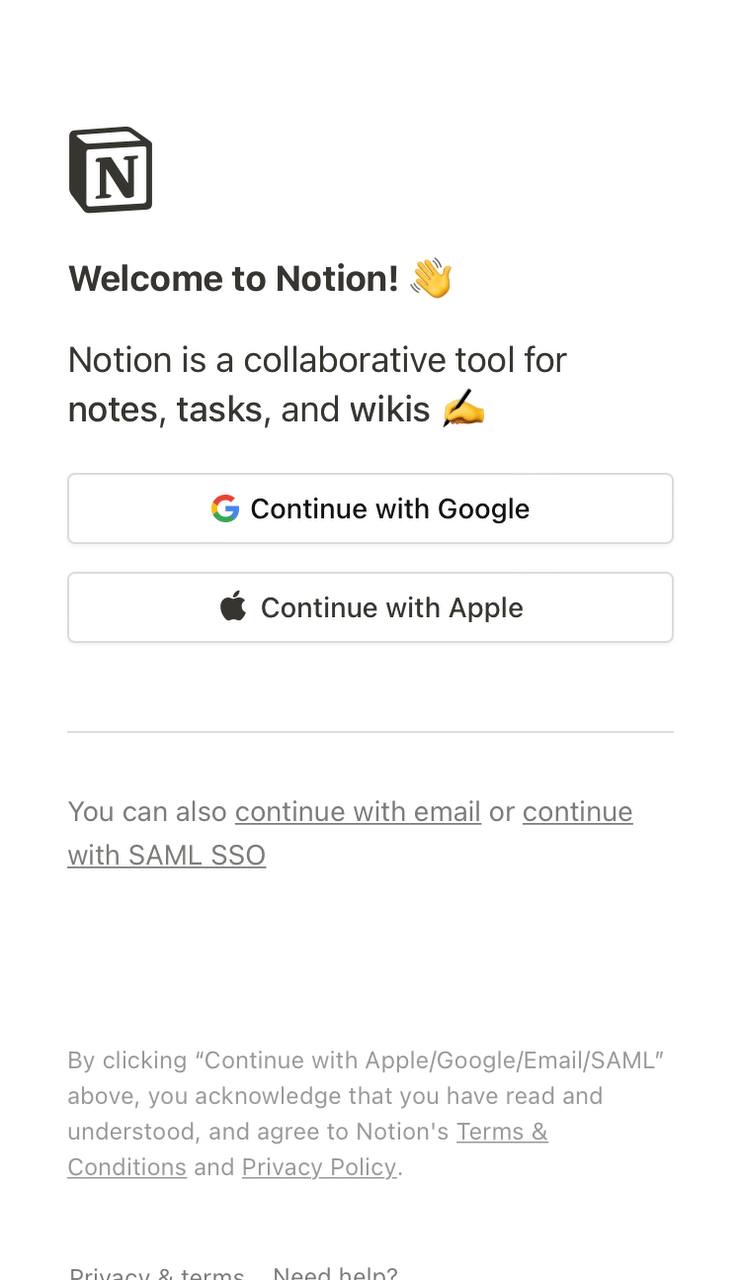 N
Welcome to Notion! 👋
Notion is a collaborative tool for
notes, tasks, and wikis ✍️
Continue with Google
Continue with Apple
You can also continue with email or continue
with SAML SSO
By clicking “Continue with Apple/Google/Email/SAML”
above, you acknowledge that you have read and
understood, and agree to Notion's Terms &
Conditions and Privacy Policy.
Privacy & terms Need help?